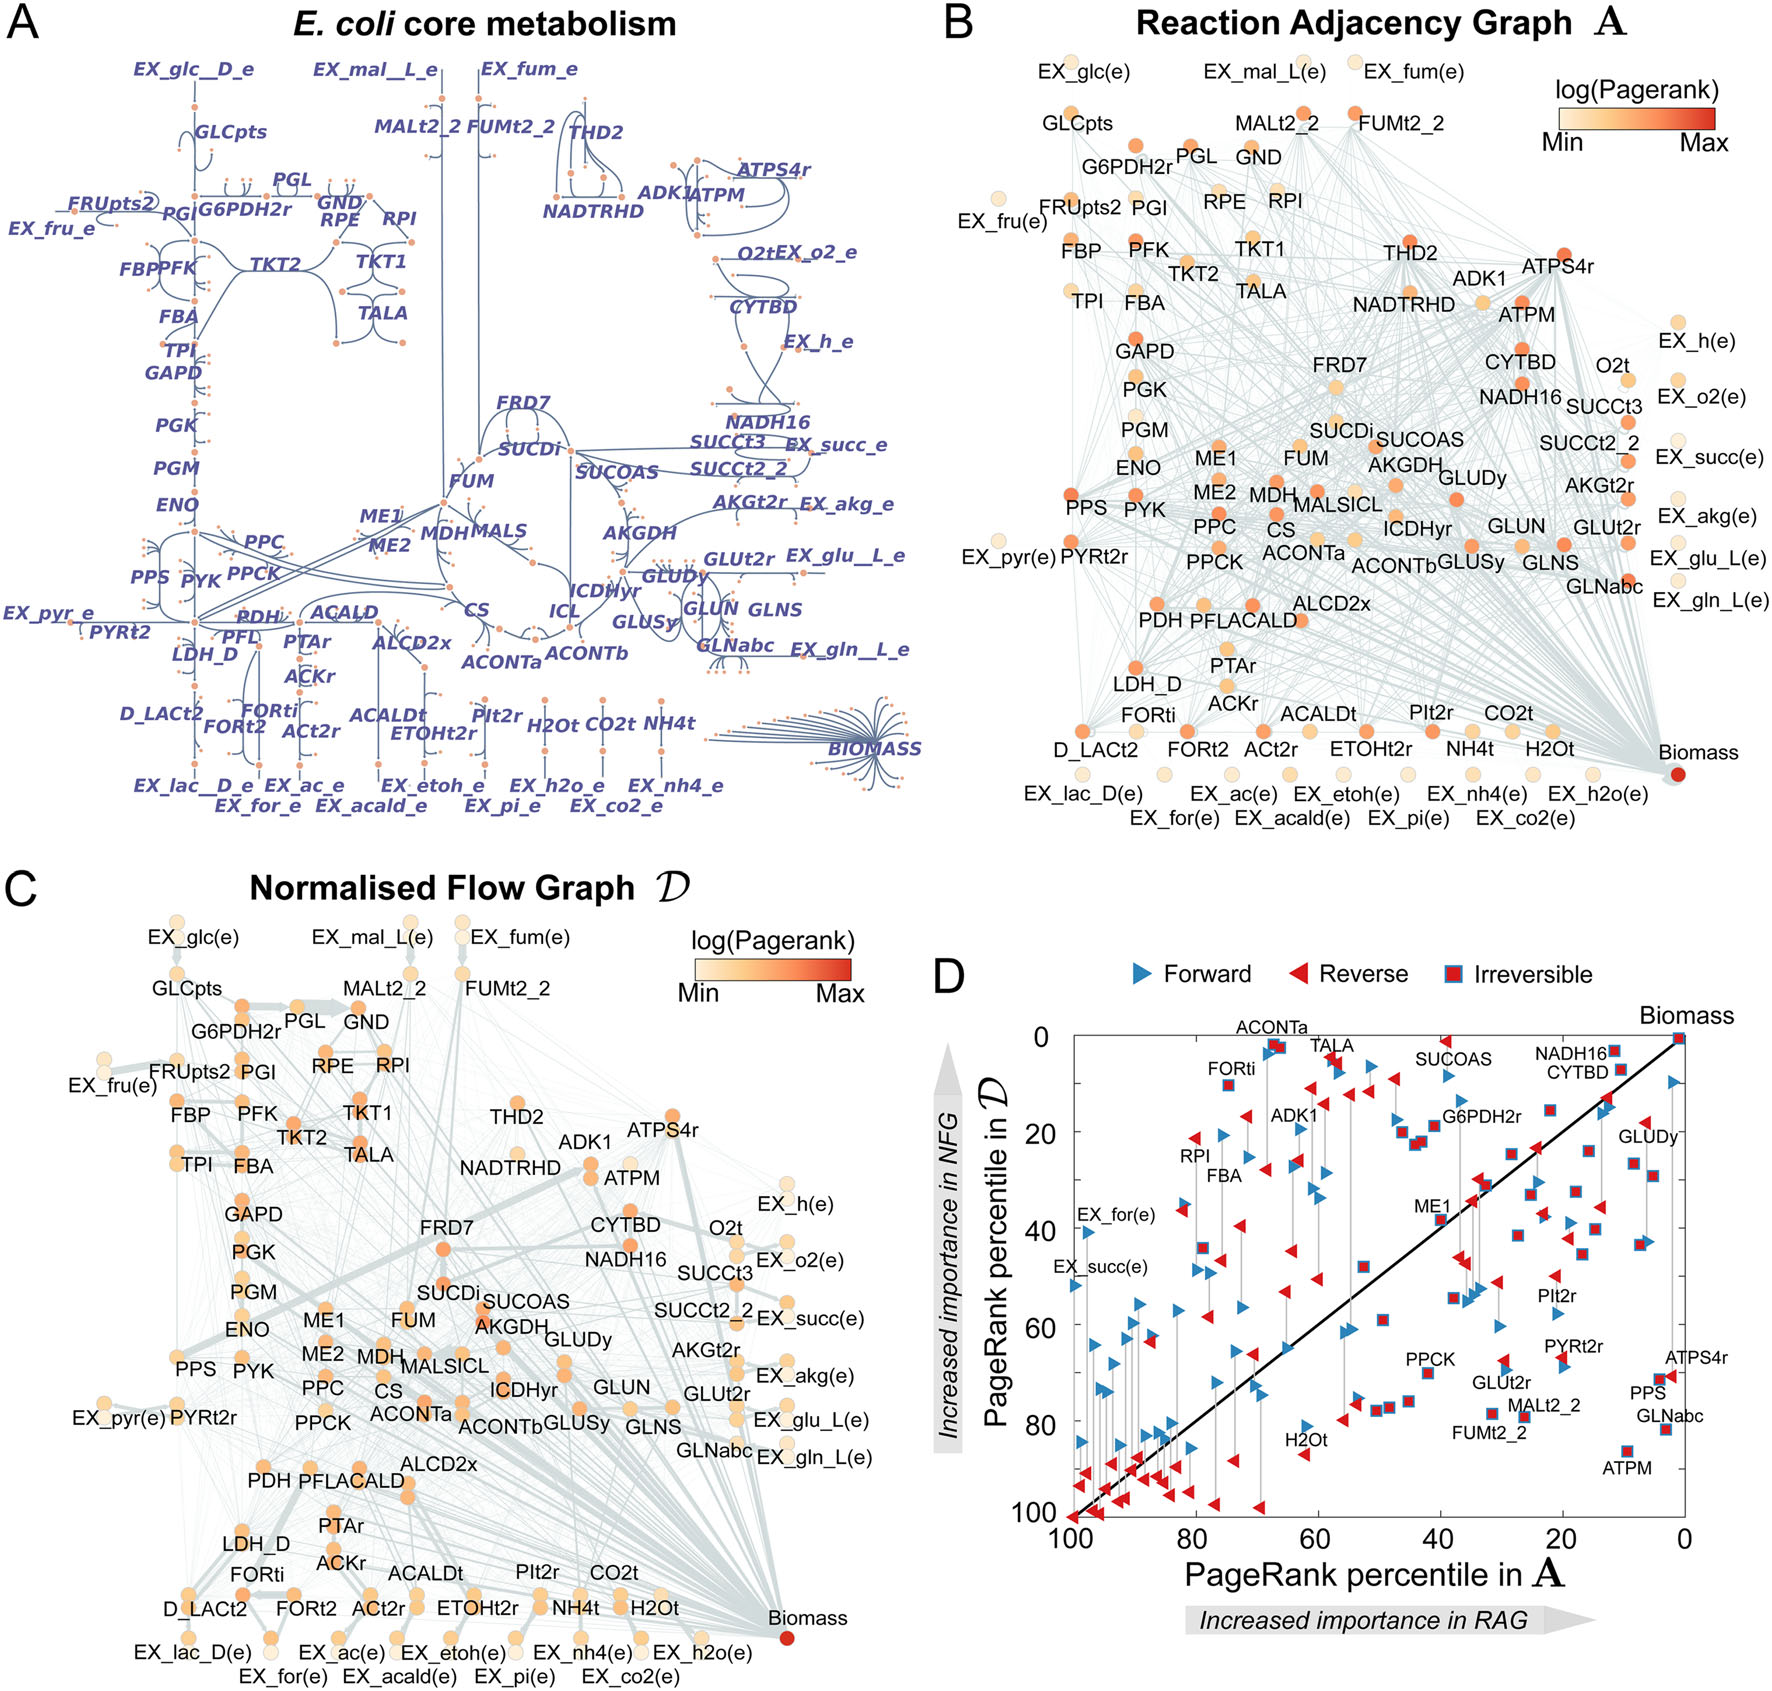 A
E. coli core metabolism
EX_glc__D_e
EX_mal__L_e
EX_fum_e
GLCpts
MALt2_2
FUMt2_2
THD2
ATPS4r
ADK1
ATPM
FRUpts2
PGI
G6PDH2r
PGL
GND
RPE
RPI
NADTRHD
EX_fru_e
FBP
PFK
TKT2
TKT1
O2t
EX_o2_e
FBA
TALA
CYTBD
TPI
GAPD
EX_h_e
PGK
FRD7
NADH16
SUCDi
SUCCt3
EX_succ_e
PGM
FUM
SUCOAS
SUCCt2_2
ENO
ME1
MDH
MALS
AKGt2r
EX_akg_e
PPC
ME2
AKGDH
PPS
PYK
PPCK
GLUt2r
EX_glu__L_e
GLUDy
ICDHyr
EX_pyr_e
PYRt2
PDH
ACALD
CS
ICL
GLUSy
GLUN
GLNS
PFL
PTAr
ALCD2x
LDH_D
ACONTa
ACONTb
GLNabc
EX_gln__L_e
ACKr
D_LACt2
FORt2
FORti
ACt2r
ACALDt
ETOHt2r
PIt2r
H2Ot
CO2t
NH4t
BIOMASS
EX_lac__D_e
EX_ac_e
EX_etoh_e
EX_h2o_e
EX_nh4_e
EX_for_e
EX_acald_e
EX_pi_e
EX_co2_e
B
Reaction Adjacency Graph A
EX_glc(e)
EX_mal_L(e)
EX_fum(e)
log(Pagerank)
Min
Max
GLCpts
MALt2_2
FUMt2_2
G6PDH2r
PGL
GND
EX_fru(e)
FRUpts2
PGI
RPE
RPI
FBP
PFK
TKT2
TKT1
THD2
ATPS4r
ADK1
TPI
FBA
TALA
NADTRHD
ATPM
EX_h(e)
GAPD
FRD7
CYTBD
O2t
PGK
NADH16
SUCCt3
EX_o2(e)
PGM
SUCDi
SUCOAS
SUCCt2_2
ENO
ME1
FUM
AKGDH
GLUDy
EX_succ(e)
ME2
MDH
MALS
ICL
AKGt2r
PPS
PYK
PPC
CS
ICDHyr
GLUN
GLUt2r
EX_akg(e)
EX_pyr(e)
PYRt2r
PPCK
ACONTa
ACONTb
GLUSy
GLNS
EX_glu_L(e)
GLNabc
EX_gln_L(e)
PDH
PFL
ACALD
ALCD2x
LDH_D
PTAr
ACKr
FORti
ACALDt
PIt2r
CO2t
D_LACt2
FORt2
ACt2r
ETOHt2r
NH4t
H2Ot
Biomass
EX_lac_D(e)
EX_ac(e)
EX_etoh(e)
EX_nh4(e)
EX_h2o(e)
EX_for(e)
EX_acald(e)
EX_pi(e)
EX_co2(e)
C
Normalised Flow Graph D
EX_glc(e)
EX_mal_L(e)
EX_fum(e)
log(Pagerank)
Min
Max
GLCpts
MALt2_2
FUMt2_2
G6PDH2r
PGL
GND
EX_fru(e)
FRUpts2
PGI
RPE
RPI
FBP
PFK
TKT2
TKT1
THD2
ATPS4r
TPI
FBA
TALA
NADTRHD
ADK1
ATPM
EX_h(e)
GAPD
FRD7
CYTBD
O2t
PGK
NADH16
EX_o2(e)
PGM
SUCDi
SUCCt3
ENO
ME1
FUM
SUCOAS
AKGDH
SUCCt2_2
EX_succ(e)
PPS
PYK
ME2
MDH
MALS
ICL
GLUDy
AKGt2r
EX_akg(e)
PPC
CS
ICDHyr
GLUN
GLUt2r
EX_pyr(e)
PYRt2r
PPCK
ACONTa
ACONTb
GLUSy
GLNS
EX_glu_L(e)
GLNabc
EX_gln_L(e)
PDH
PFL
ACALD
ALCD2x
LDH_D
PTAr
ACKr
FORti
ACALDt
PIt2r
CO2t
D_LACt2
FORt2
ACt2r
ETOHt2r
NH4t
H2Ot
Biomass
EX_lac_D(e)
EX_ac(e)
EX_etoh(e)
EX_nh4(e)
EX_h2o(e)
EX_for(e)
EX_acald(e)
EX_pi(e)
EX_co2(e)
D
Forward
Reverse
Irreversible
Biomass
ACONTa
TALA
SUCOAS
NADH16
CYTBD
FORti
ADK1
G6PDH2r
GLUDy
RPI
FBA
EX_for(e)
ME1
EX_succ(e)
PIt2r
PPCK
PYRt2r
ATPS4r
GLUt2r
PPS
MALt2_2
FUMt2_2
GLNabc
H2Ot
ATPM
0
20
40
60
80
100
100
80
60
40
20
0
PageRank percentile in D
Increased importance in NFG
PageRank percentile in A
Increased importance in RAG